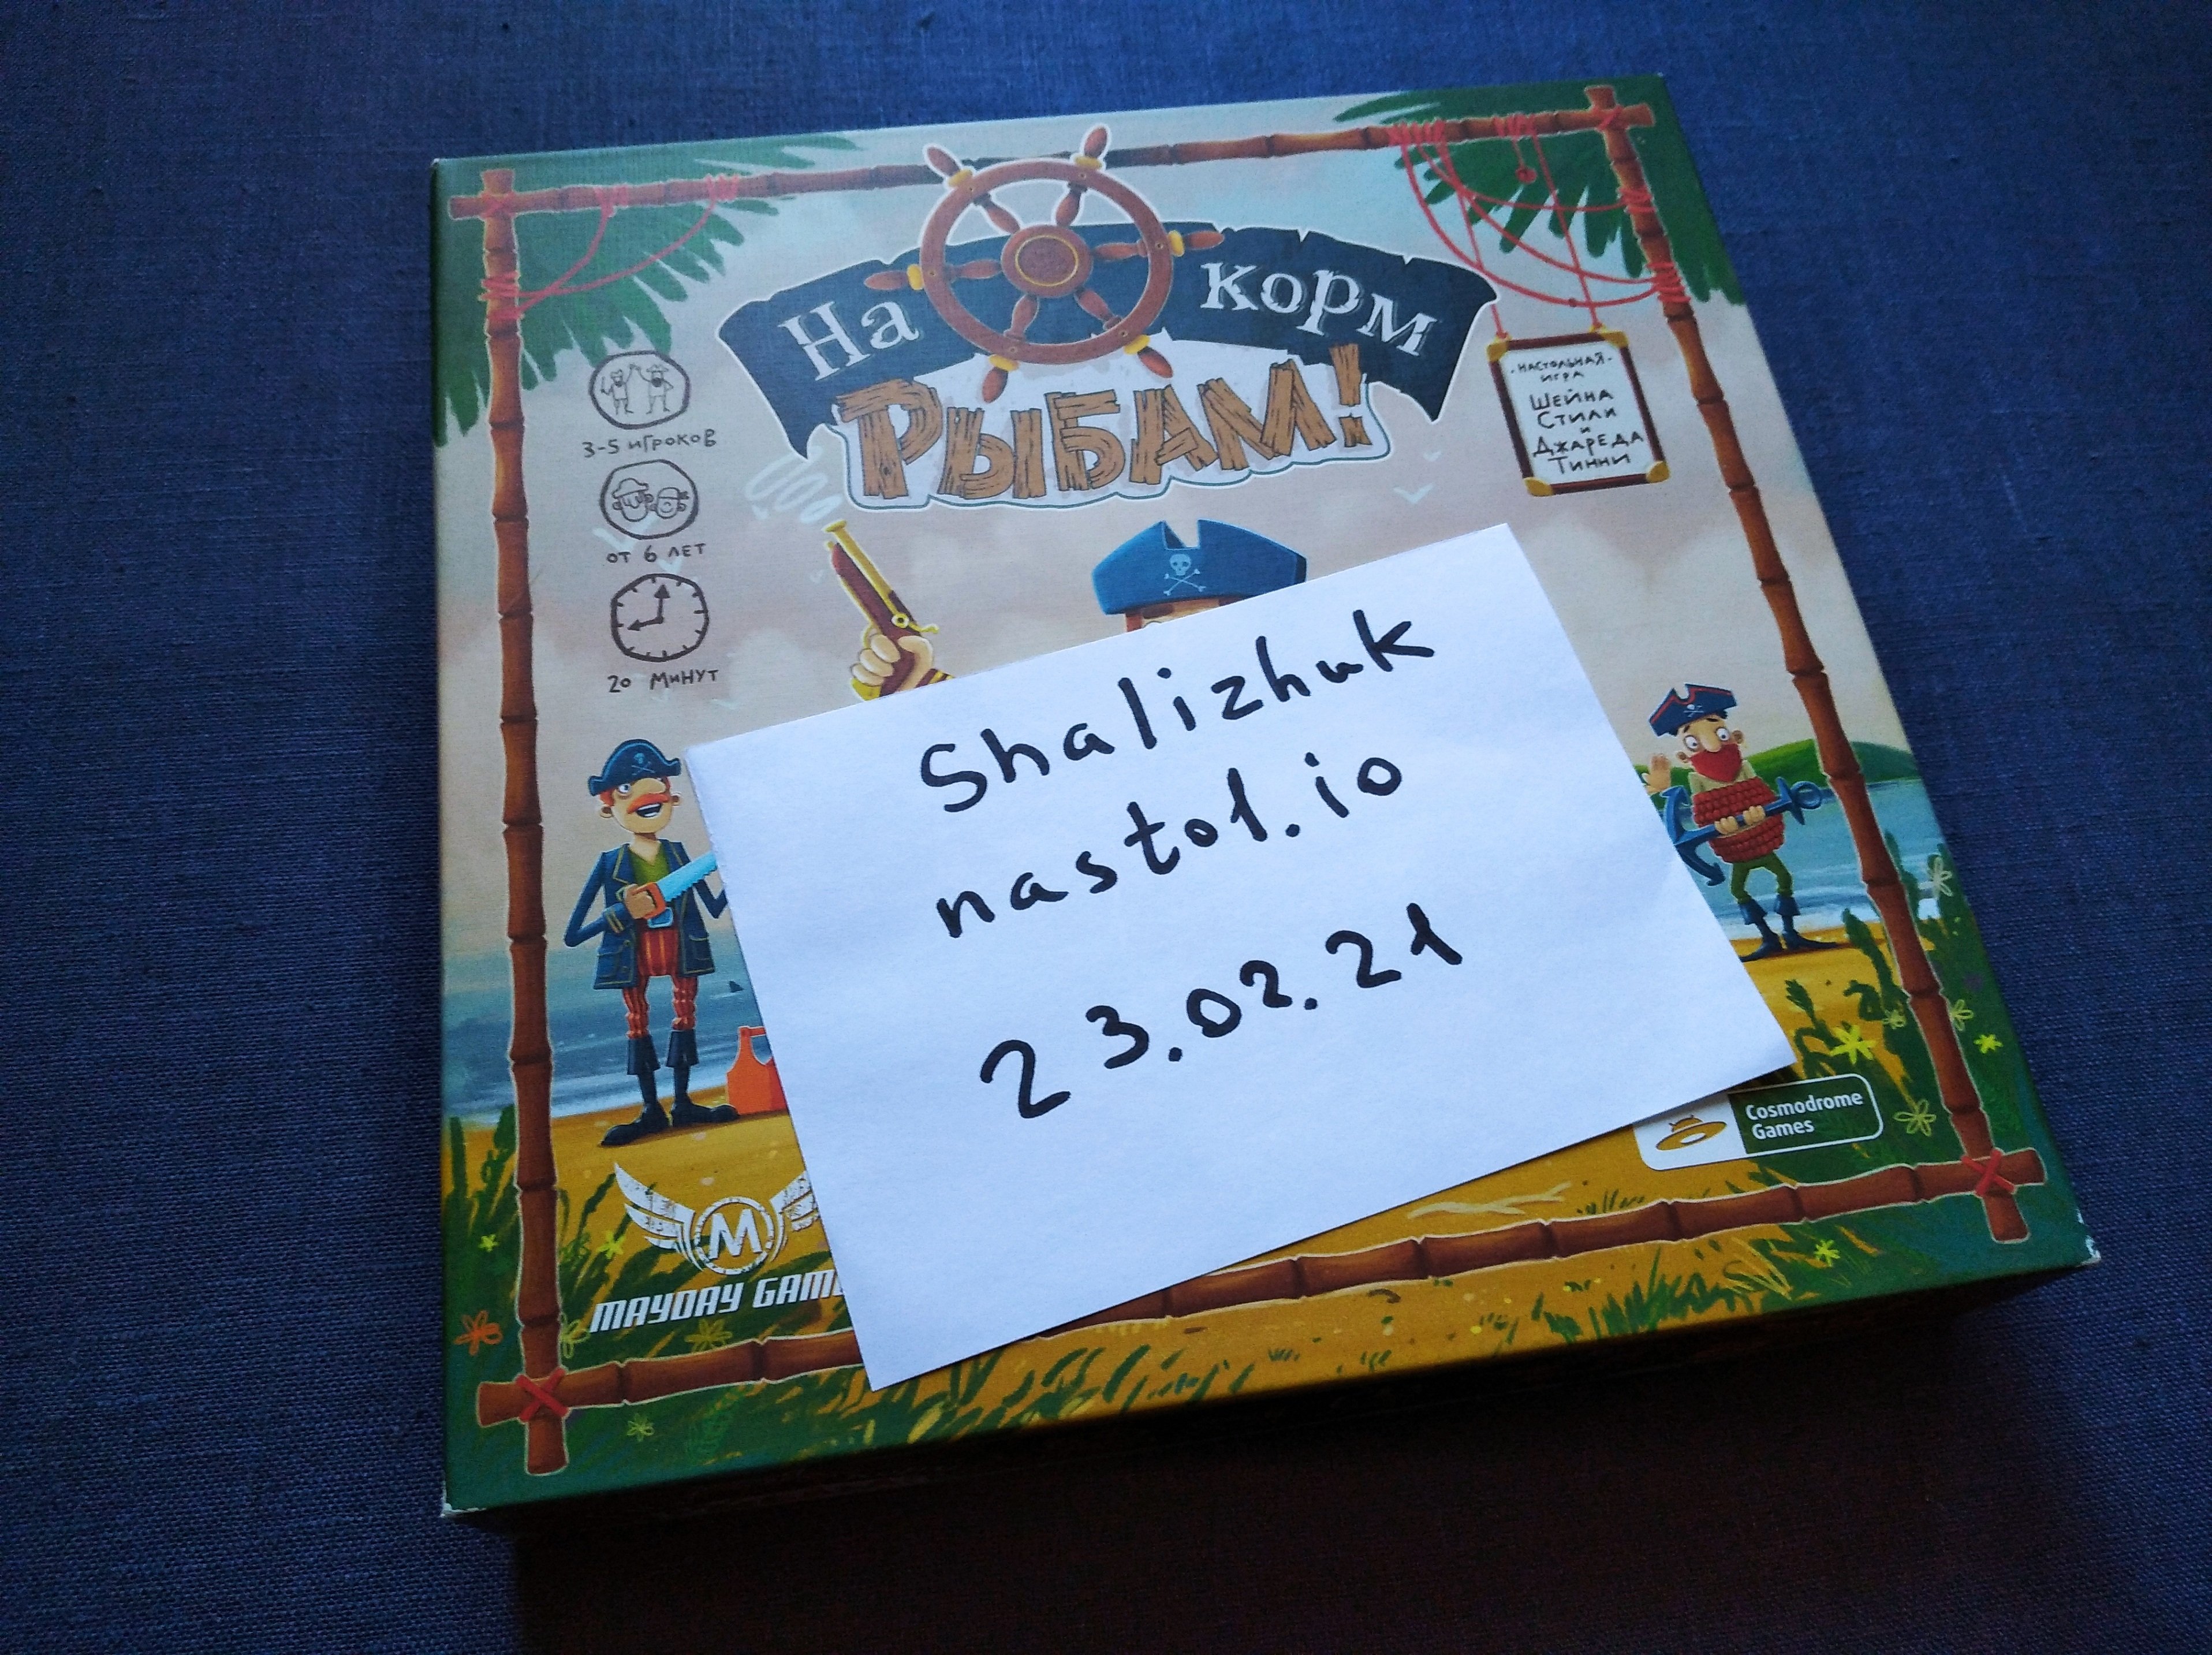 На корм
РЫБАМ!
3-5 игроков
от 6 лет
20 минут
·НАСТОЛЬНАЯ·
ИГРА
ШЕЙНА
СТИЛИ
И
ДЖАРЕДА
ТИННИ
Shalizhuk
nastol.io
23.02.21
Cosmodrome
Games
M
MAYDAY